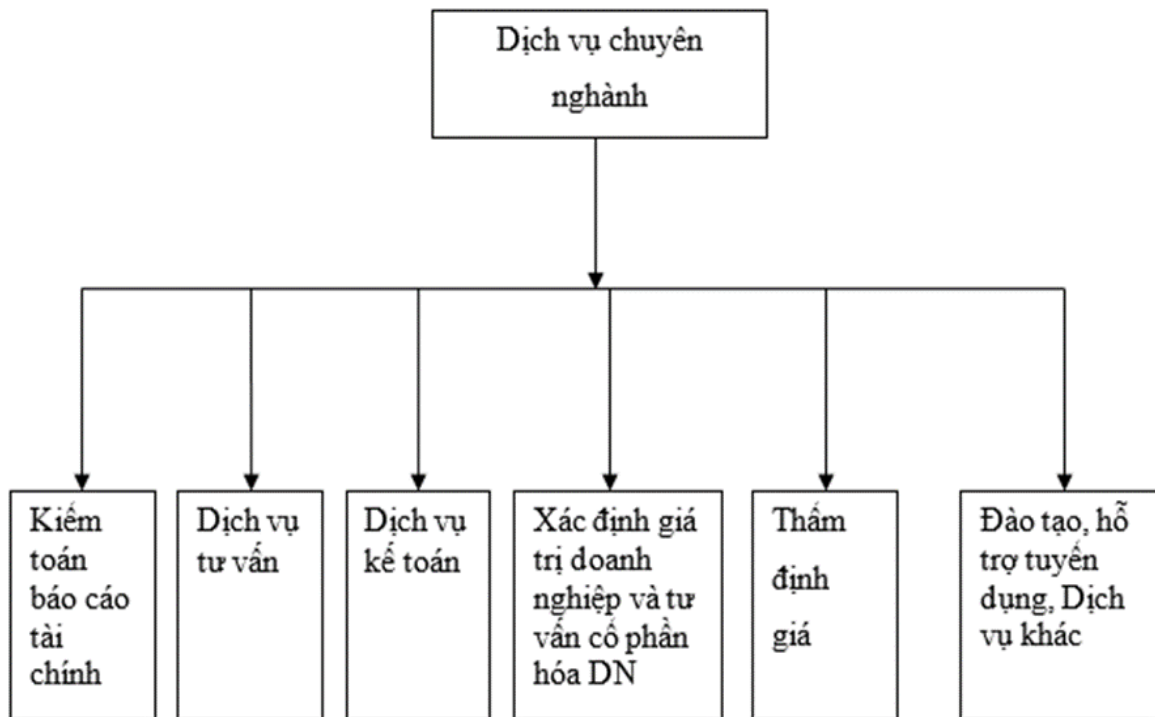 Dịch vụ chuyên
nghành
Kiểm
toán
báo cáo
tài
chính
Dịch vụ
tư vấn
Dịch vụ
kế toán
Xác định giá
trị doanh
nghiệp và tư
vấn cổ phần
hóa DN
Thẩm
định
giá
Đào tạo, hỗ
trợ tuyển
dụng, Dịch
vụ khác